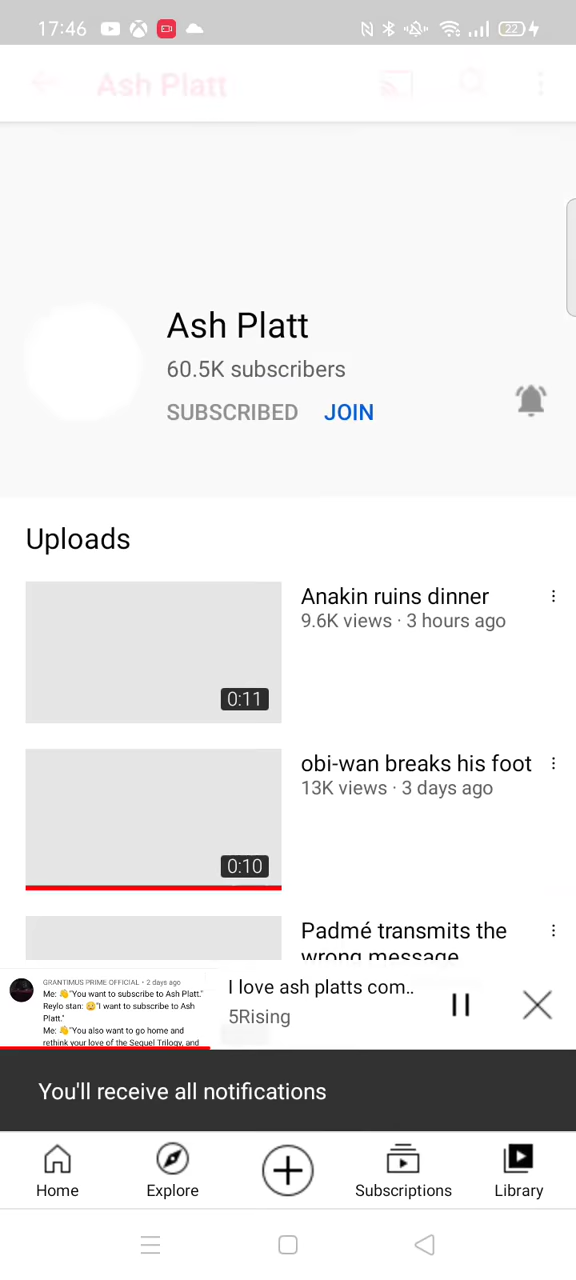 17:46
22
Ash Platt
Ash Platt
60.5K subscribers
SUBSCRIBED JOIN
Uploads
Anakin ruins dinner
9.6K views · 3 hours ago
0:11
obi-wan breaks his foot
13K views · 3 days ago
0:10
Padmé transmits the
wrong message
GRANTIMUS PRIME OFFICIAL • 2 days ago
Me: 👋"You want to subscribe to Ash Platt."
Reylo stan: 😑"I want to subscribe to Ash
Platt."
Me: 👋"You also want to go home and
rethink your love of the Sequel Trilogy, and
I love ash platts com..
5Rising
You'll receive all notifications
Home
Explore
Subscriptions
Library